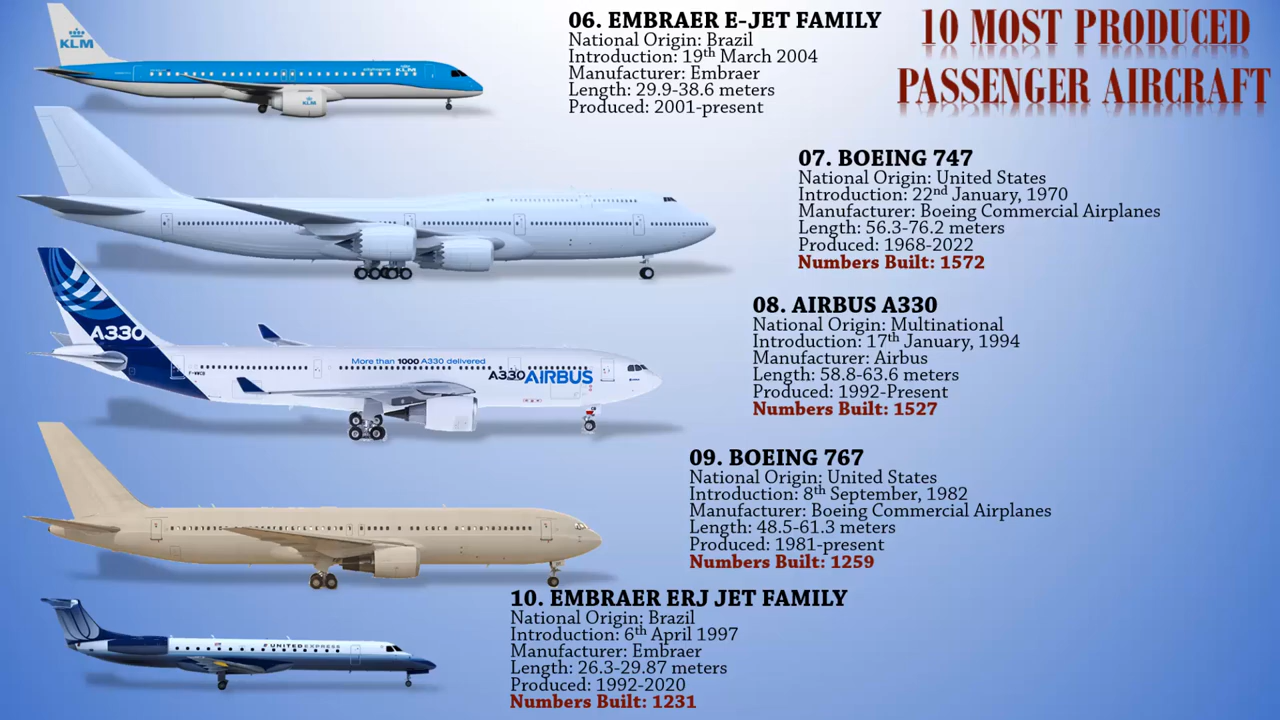 10 MOST PRODUCED
PASSENGER AIRCRAFT
06. EMBRAER E-JET FAMILY
National Origin: Brazil
Introduction: 19th March 2004
Manufacturer: Embraer
Length: 29.9-38.6 meters
Produced: 2001-present
KLM
KLM
KLM
07. BOEING 747
National Origin: United States
Introduction: 22nd January, 1970
Manufacturer: Boeing Commercial Airplanes
Length: 56.3-76.2 meters
Produced: 1968-2022
Numbers Built: 1572
08. AIRBUS A330
National Origin: Multinational
Introduction: 17th January, 1994
Manufacturer: Airbus
Length: 58.8-63.6 meters
Produced: 1992-Present
Numbers Built: 1527
A330
More than 1000 A330 delivered
A330 AIRBUS
09. BOEING 767
National Origin: United States
Introduction: 8th September, 1982
Manufacturer: Boeing Commercial Airplanes
Length: 48.5-61.3 meters
Produced: 1981-present
Numbers Built: 1259
10. EMBRAER ERJ JET FAMILY
National Origin: Brazil
Introduction: 6th April 1997
Manufacturer: Embraer
Length: 26.3-29.87 meters
Produced: 1992-2020
Numbers Built: 1231
UNITED EXPRESS